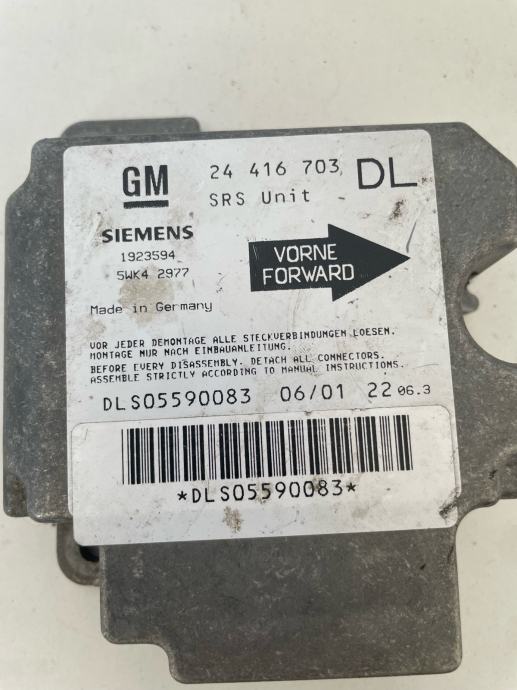 GM 24 416 703 DL
SRS Unit
SIEMENS
1923594
5WK4 2977
VORNE
FORWARD
Made in Germany
VOR JEDER DEMONTAGE ALLE STECKVERBINDUNGEN LOESEN.
MONTAGE NUR NACH EINBAUANLEITUNG.
BEFORE EVERY DISASSEMBLY. DETACH ALL CONNECTORS.
ASSEMBLE STRICTLY ACCORDING TO MANUAL INSTRUCTIONS.
DLS05590083 06/01 22 06.3
*DLS05590083*